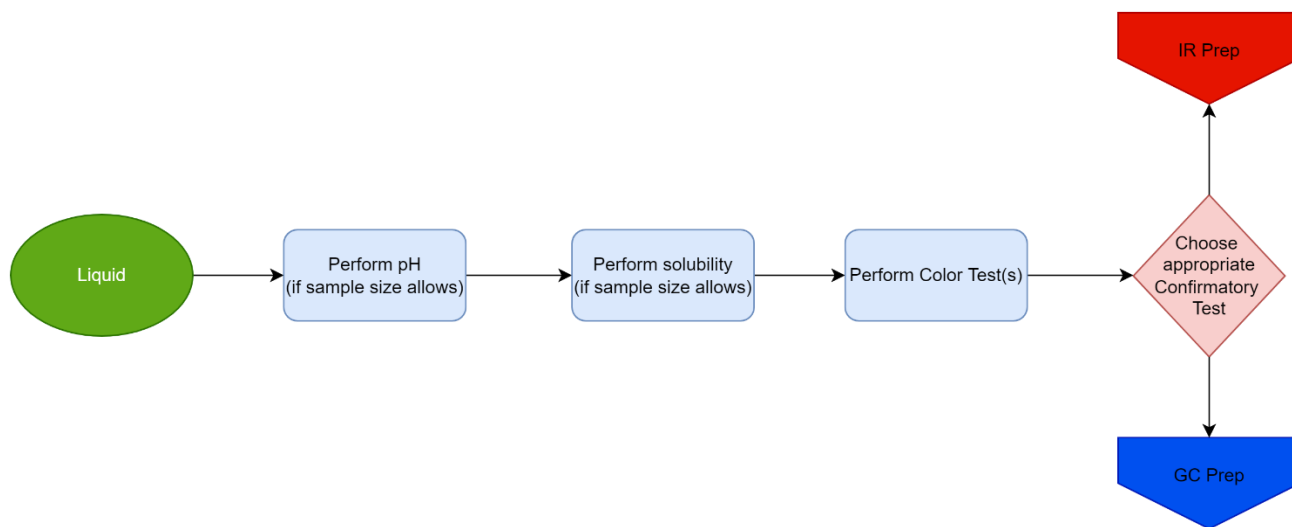 IR Prep
Liquid
Perform pH
(if sample size allows)
Perform solubility
(if sample size allows)
Perform Color Test(s)
Choose
appropriate
Confirmatory
Test
GC Prep